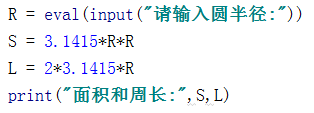 R = eval(input("请输入圆半径:"))
S = 3.1415*R*R
L = 2*3.1415*R
print("面积和周长:",S,L)